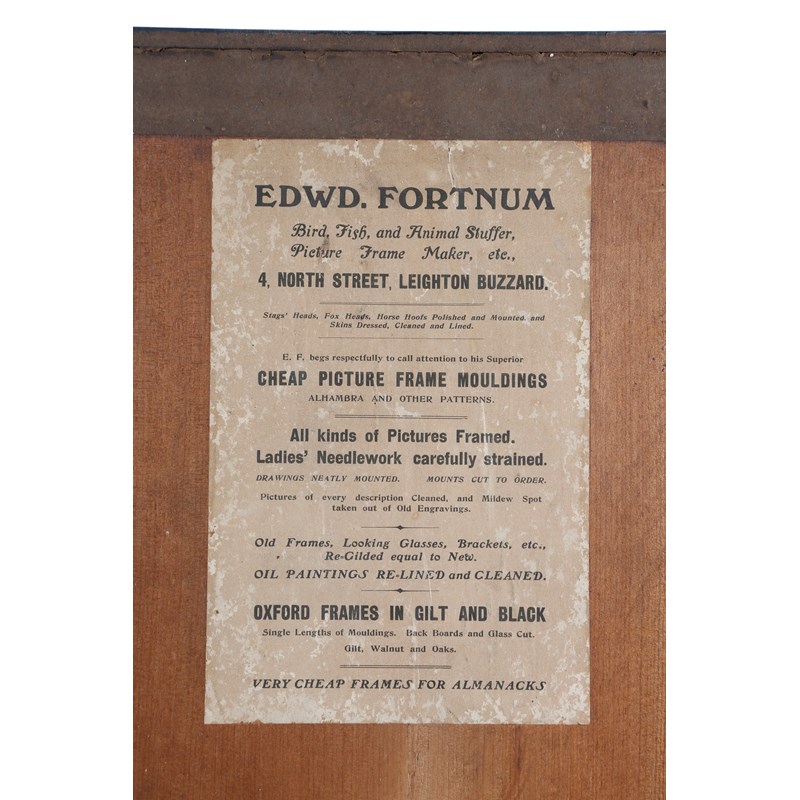 EDWD. FORTNUM
Bird, Fish, and Animal Stuffer,
Picture Frame Maker, etc.,
4, NORTH STREET, LEIGHTON BUZZARD.
Stags' Heads, Fox Heads, Horse Hoofs Polished and Mounted and
Skins Dressed, Cleaned and Lined.
E. F. begs respectfully to call attention to his Superior
CHEAP PICTURE FRAME MOULDINGS
ALHAMBRA AND OTHER PATTERNS.
All kinds of Pictures Framed.
Ladies' Needlework carefully strained.
DRAWINGS NEATLY MOUNTED. MOUNTS CUT TO ORDER.
Pictures of every description Cleaned, and Mildew Spot
taken out of Old Engravings.
Old Frames, Looking Glasses, Brackets, etc.,
Re-Gilded equal to New.
OIL PAINTINGS RE-LINED and CLEANED.
OXFORD FRAMES IN GILT AND BLACK
Single Lengths of Mouldings. Back Boards and Glass Cut.
Gilt, Walnut and Oaks.
VERY CHEAP FRAMES FOR ALMANACKS